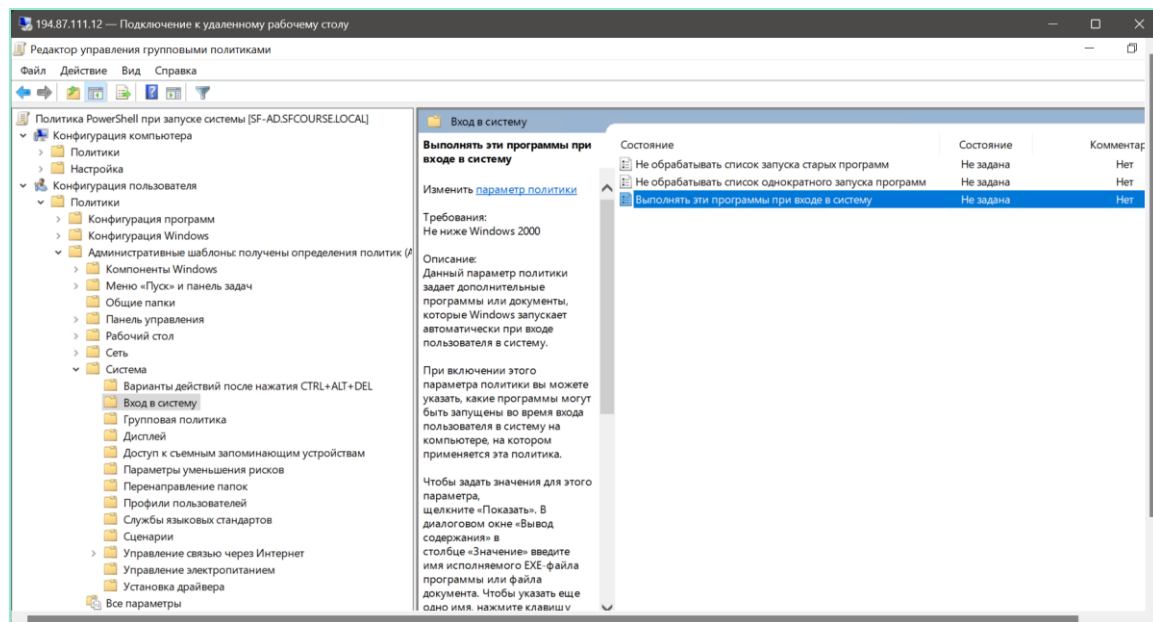 194.87.111.12 — Подключение к удаленному рабочему столу
Редактор управления групповыми политиками
Файл Действие Вид Справка
Политика PowerShell при запуске системы [SF-AD.SFCOURSE.LOCAL]
Конфигурация компьютера
Политики
Настройка
Конфигурация пользователя
Политики
Конфигурация программ
Конфигурация Windows
Административные шаблоны: получены определения политик (А
Компоненты Windows
Меню «Пуск» и панель задач
Общие папки
Панель управления
Рабочий стол
Сеть
Система
Варианты действий после нажатия CTRL+ALT+DEL
Вход в систему
Групповая политика
Дисплей
Доступ к съемным запоминающим устройствам
Параметры уменьшения рисков
Перенаправление папок
Профили пользователей
Службы языковых стандартов
Сценарии
Управление связью через Интернет
Управление электропитанием
Установка драйвера
Все параметры
Вход в систему
Выполнять эти программы при
входе в систему
Изменить параметр политики
Требования:
Не ниже Windows 2000
Описание:
Данный параметр политики
задает дополнительные
программы или документы,
которые Windows запускает
автоматически при входе
пользователя в систему.
При включении этого
параметра политики вы можете
указать, какие программы могут
быть запущены во время входа
пользователя в систему на
компьютере, на котором
применяется эта политика.
Чтобы задать значения для этого
параметра,
щелкните «Показать». В
диалоговом окне «Вывод
содержания» в
столбце «Значение» введите
имя исполняемого EXE-файла
программы или файла
документа. Чтобы указать еще
одно имя, нажмите клавишу
Состояние Состояние Комментар
Не обрабатывать список запуска старых программ Не задана Нет
Не обрабатывать список однократного запуска программ Не задана Нет
Выполнять эти программы при входе в систему Не задана Нет